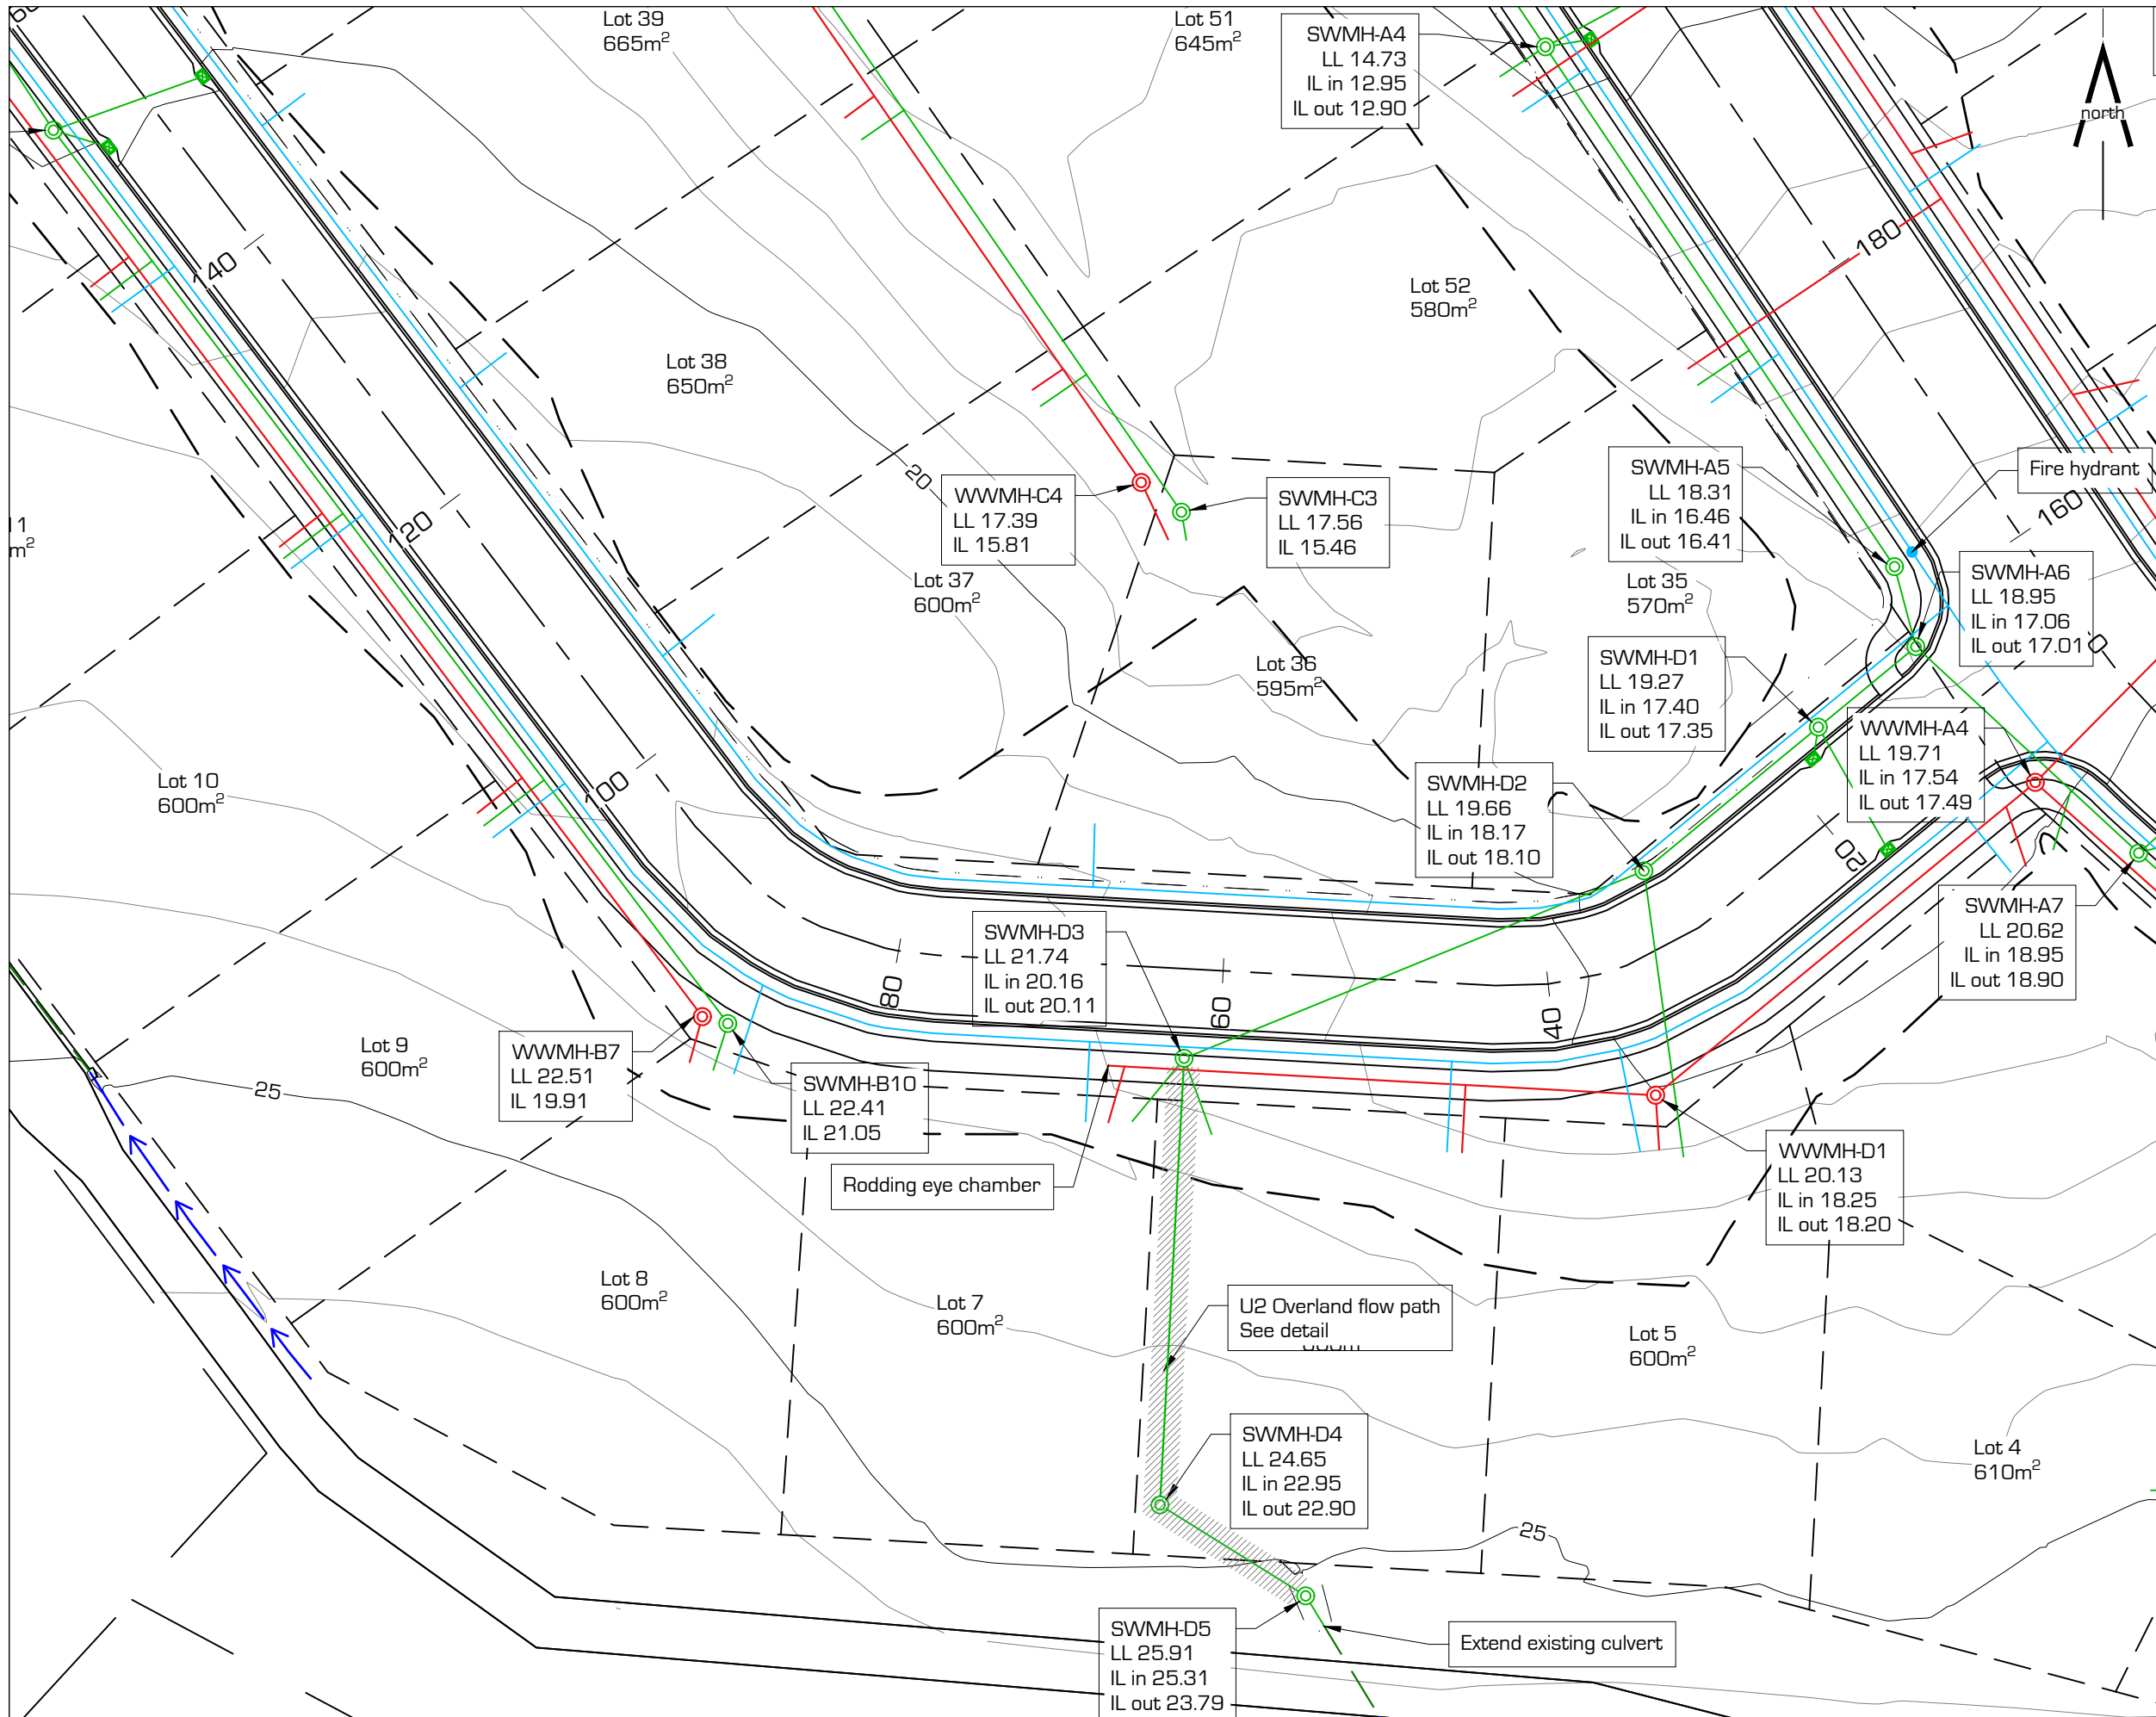 Lot 39
665m²
Lot 51
645m²
SWMH-A4
LL 14.73
IL in 12.95
IL out 12.90
north
140
180
Lot 52
580m²
Lot 38
650m²
20
WWMH-C4
LL 17.39
IL 15.81
SWMH-C3
LL 17.56
IL 15.46
SWMH-A5
LL 18.31
IL in 16.46
IL out 16.41
Fire hydrant
160
120
m²
Lot 37
600m²
Lot 35
570m²
SWMH-A6
LL 18.95
IL in 17.06
IL out 17.01
0
Lot 36
595m²
SWMH-D1
LL 19.27
IL in 17.40
IL out 17.35
WWMH-A4
LL 19.71
IL in 17.54
IL out 17.49
Lot 10
600m²
100
SWMH-D2
LL 19.66
IL in 18.17
IL out 18.10
20
SWMH-A7
LL 20.62
IL in 18.95
IL out 18.90
SWMH-D3
LL 21.74
IL in 20.16
IL out 20.11
80
60
40
Lot 9
600m²
WWMH-B7
LL 22.51
IL 19.91
SWMH-B10
LL 22.41
IL 21.05
25
Rodding eye chamber
WWMH-D1
LL 20.13
IL in 18.25
IL out 18.20
Lot 8
600m²
Lot 7
600m²
U2 Overland flow path
See detail
Lot 5
600m²
SWMH-D4
LL 24.65
IL in 22.95
IL out 22.90
Lot 4
610m²
25
SWMH-D5
LL 25.91
IL in 25.31
IL out 23.79
Extend existing culvert